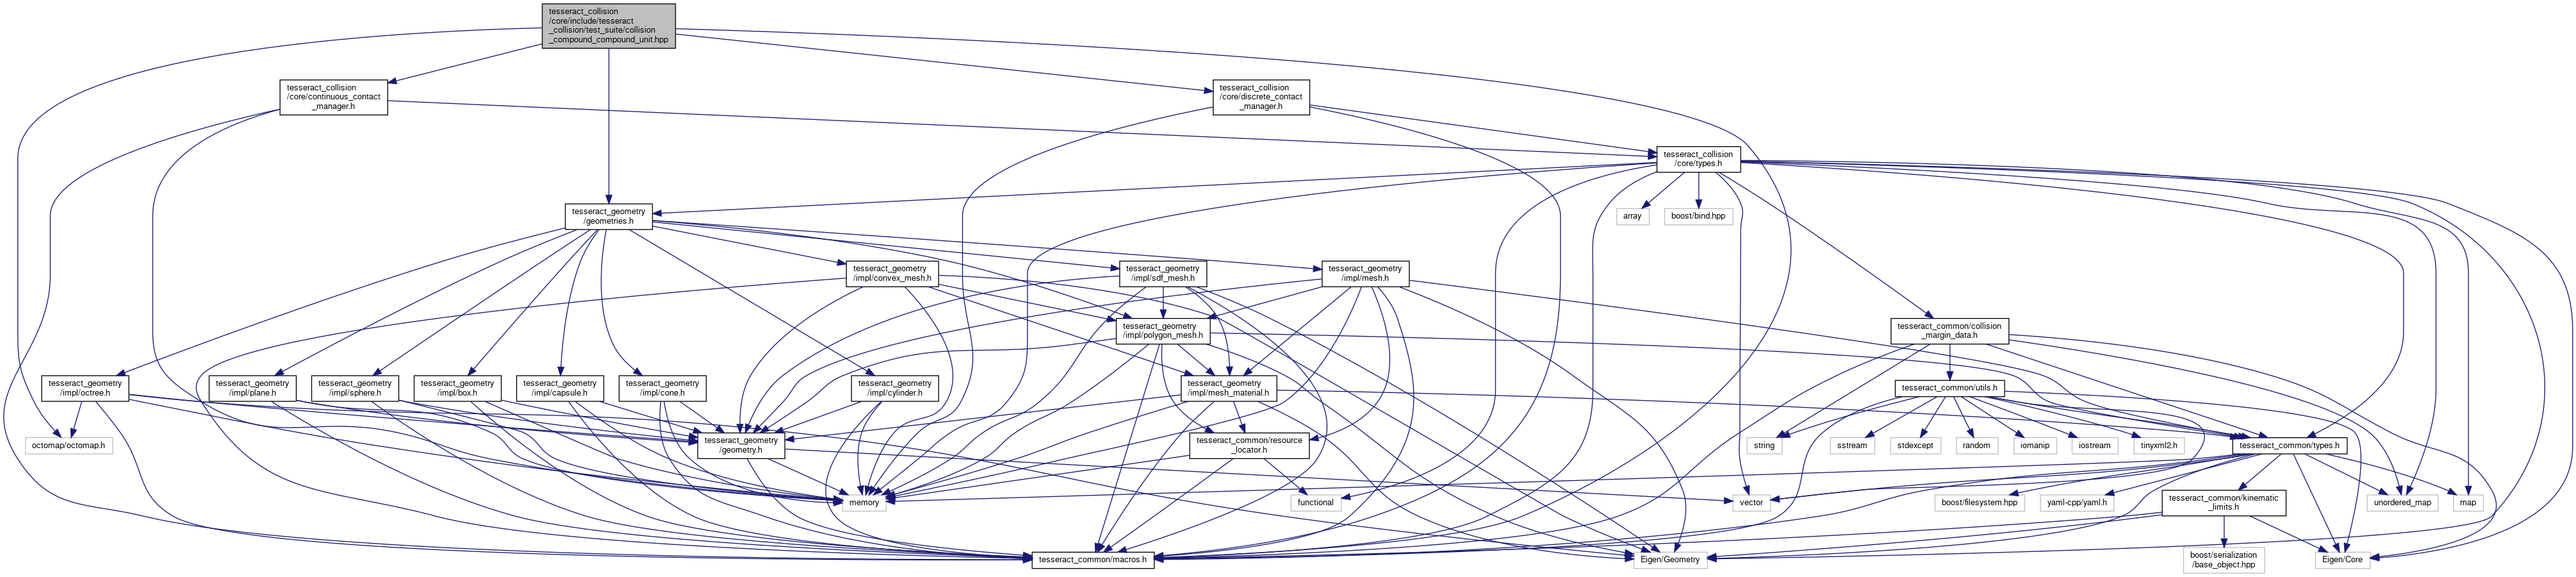 tesseract_collision
/core/include/tesseract
_collision/test_suite/collision
_compound_compound_unit.hpp
tesseract_collision
/core/continuous_contact
_manager.h
tesseract_collision
/core/discrete_contact
_manager.h
tesseract_collision
/core/types.h
tesseract_geometry
/geometries.h
array
boost/bind.hpp
tesseract_geometry
/impl/convex_mesh.h
tesseract_geometry
/impl/sdf_mesh.h
tesseract_geometry
/impl/mesh.h
tesseract_geometry
/impl/polygon_mesh.h
tesseract_common/collision
_margin_data.h
tesseract_geometry
/impl/octree.h
tesseract_geometry
/impl/plane.h
tesseract_geometry
/impl/sphere.h
tesseract_geometry
/impl/box.h
tesseract_geometry
/impl/capsule.h
tesseract_geometry
/impl/cone.h
tesseract_geometry
/impl/cylinder.h
tesseract_geometry
/impl/mesh_material.h
tesseract_common/utils.h
octomap/octomap.h
tesseract_geometry
/geometry.h
tesseract_common/resource
_locator.h
string
sstream
stdexcept
random
iomanip
iostream
tinyxml2.h
tesseract_common/types.h
memory
functional
vector
boost/filesystem.hpp
yaml-cpp/yaml.h
tesseract_common/kinematic
_limits.h
unordered_map
map
tesseract_common/macros.h
Eigen/Geometry
boost/serialization
/base_object.hpp
Eigen/Core